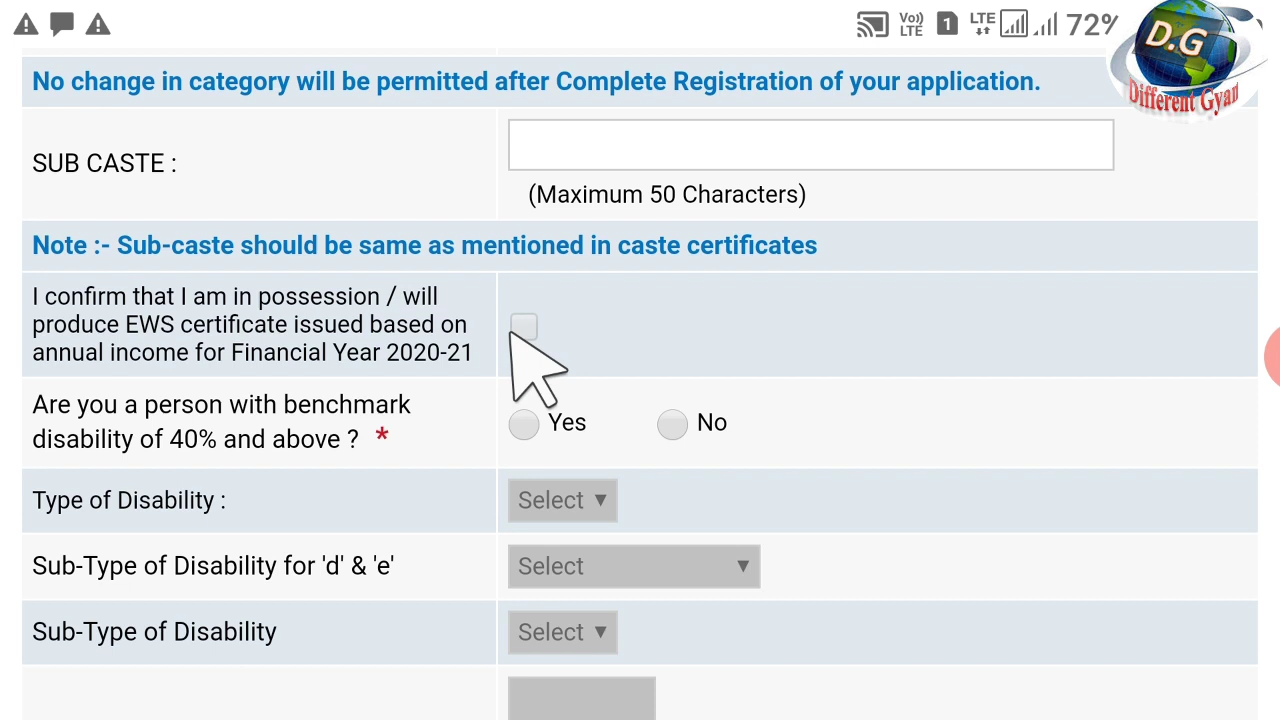 Vo)) LTE 1 LTE 72%
D.G
Different Gyan
No change in category will be permitted after Complete Registration of your application.
SUB CASTE :
(Maximum 50 Characters)
Note :- Sub-caste should be same as mentioned in caste certificates
I confirm that I am in possession / will
produce EWS certificate issued based on
annual income for Financial Year 2020-21
Are you a person with benchmark
disability of 40% and above ? *
Yes No
Type of Disability :
Select ▼
Sub-Type of Disability for 'd' & 'e'
Select ▼
Sub-Type of Disability
Select ▼